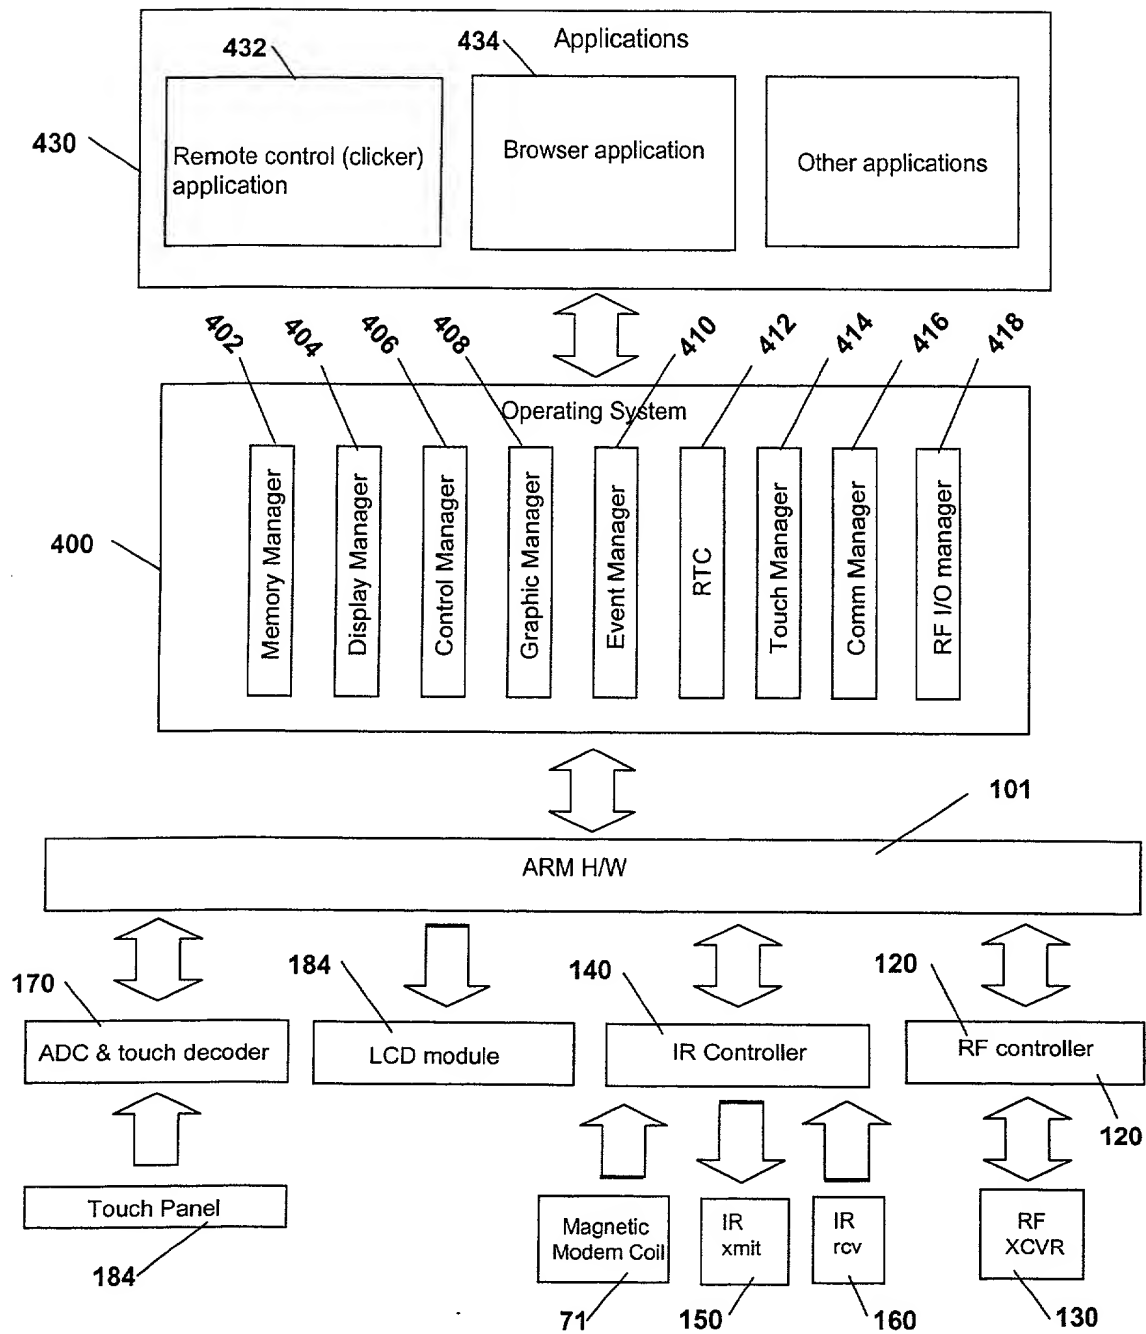 Applications
432
434
430
Remote control (clicker)
application
Browser application
Other applications
402
404
406
408
410
412
414
416
418
Operating System
400
Memory Manager
Display Manager
Control Manager
Graphic Manager
Event Manager
RTC
Touch Manager
Comm Manager
RF I/O manager
101
ARM H/W
170
184
140
120
ADC & touch decoder
LCD module
IR Controller
RF controller
120
Touch Panel
184
Magnetic
Modem Coil
IR
xmit
IR
rcv
RF
XCVR
71
150
160
130